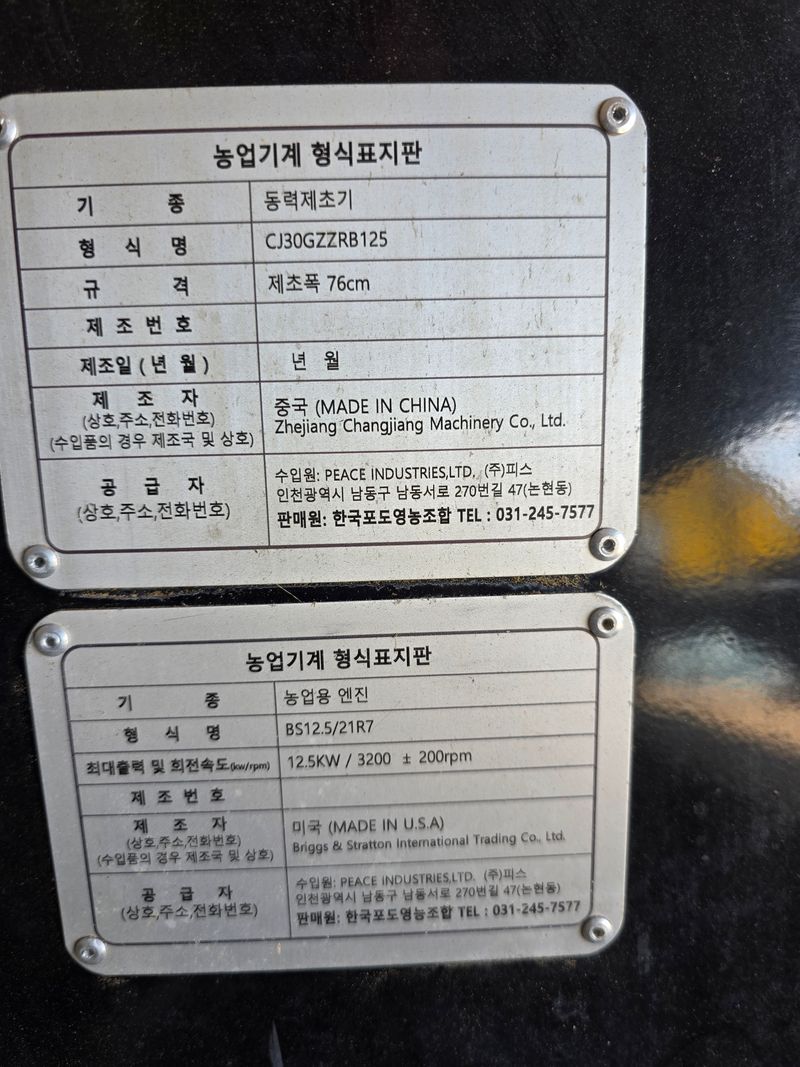 농업기계 형식표지판
기 종 동력제초기
형 식 명 CJ30GZZRB125
규 격 제초폭 76cm
제 조 번 호
제조일 ( 년 월 ) 년 월
제 조 자
(상호,주소,전화번호)
(수입품의 경우 제조국 및 상호)
중국 (MADE IN CHINA)
Zhejiang Changjiang Machinery Co., Ltd.
공 급 자
(상호,주소,전화번호)
수입원: PEACE INDUSTRIES,LTD. (주)피스
인천광역시 남동구 남동서로 270번길 47(논현동)
판매원: 한국포도영농조합 TEL : 031-245-7577
농업기계 형식표지판
기 종 농업용 엔진
형 식 명 BS12.5/21R7
최대출력 및 회전속도(kw/rpm) 12.5KW / 3200 ± 200rpm
제 조 번 호
제 조 자
(상호,주소,전화번호)
(수입품의 경우 제조국 및 상호)
미국 (MADE IN U.S.A)
Briggs & Stratton International Trading Co., Ltd.
공 급 자
(상호,주소,전화번호)
수입원: PEACE INDUSTRIES,LTD. (주)피스
인천광역시 남동구 남동서로 270번길 47(논현동)
판매원: 한국포도영농조합 TEL : 031-245-7577